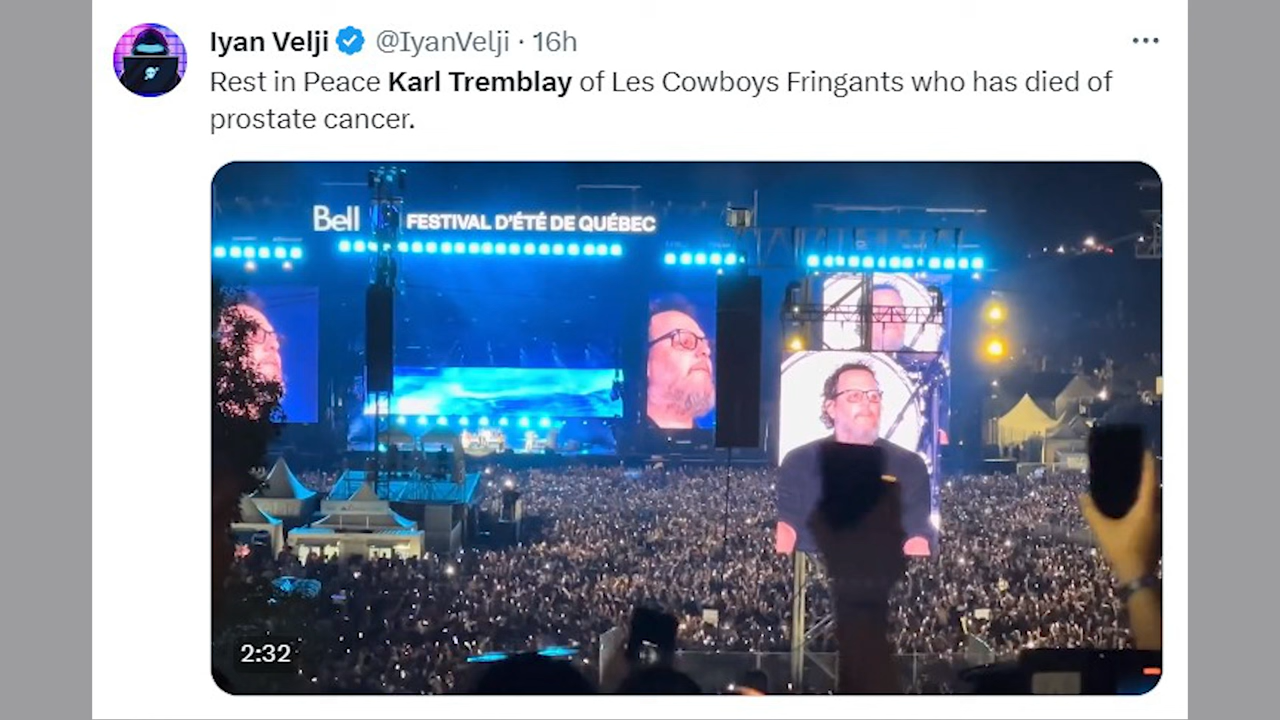 Iyan Velji @IyanVelji · 16h
Rest in Peace Karl Tremblay of Les Cowboys Fringants who has died of
prostate cancer.
Bell FESTIVAL D'ÉTÉ DE QUÉBEC
2:32